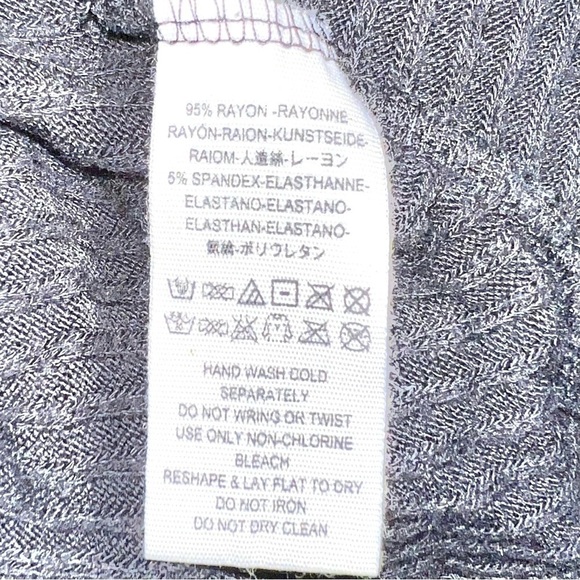 95% RAYON -RAYONNE
RAYÓN-RAION-KUNSTSEIDE-
RAIOM-人造絲-レーヨン
5% SPANDEX-ELASTHANNE-
ELASTANO-ELASTANO-
ELASTHAN-ELASTANO-
氨綸-ポリウレタン
HAND WASH COLD
SEPARATELY
DO NOT WRING OR TWIST
USE ONLY NON-CHLORINE
BLEACH
RESHAPE & LAY FLAT TO DRY
DO NOT IRON
DO NOT DRY CLEAN